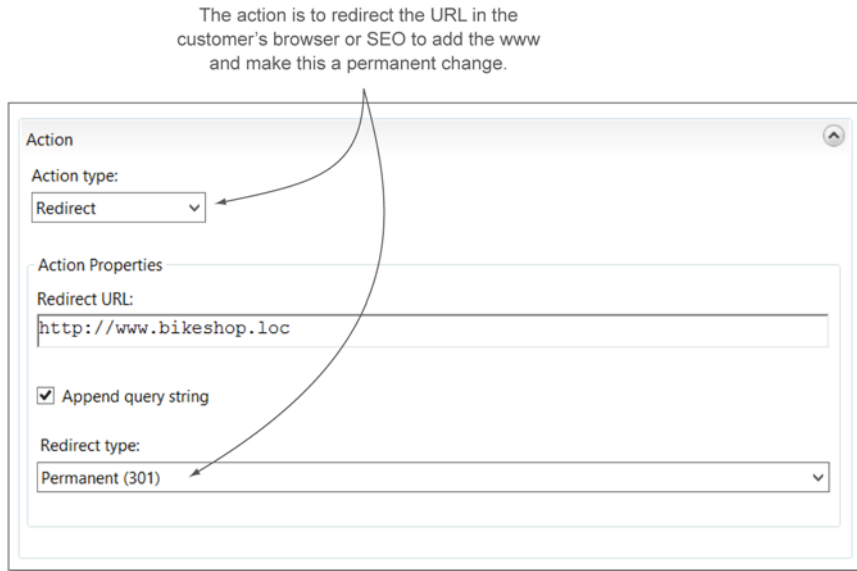 The action is to redirect the URL in the
customer's browser or SEO to add the www
and make this a permanent change.
Action
Action type:
Redirect
Action Properties
Redirect URL:
http://www.bikeshop.loc
Append query string
Redirect type:
Permanent (301)